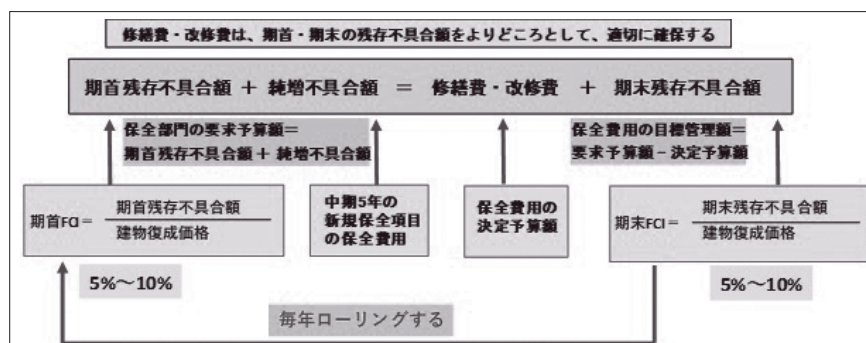 修繕費・改修費は、期首・期末の残存不具合額をよりどころとして、適切に確保する
期首残存不具合額 + 純増不具合額 = 修繕費・改修費 + 期末残存不具合額
保全部門の要求予算額=
期首残存不具合額+純増不具合額
保全費用の目標管理額=
要求予算額-決定予算額
期首FCI= 期首残存不具合額
建物復成価格
中期5年の
新規保全項目
の保全費用
保全費用の
決定予算額
期末FCI= 期末残存不具合額
建物復成価格
5%~10%
5%~10%
毎年ローリングする